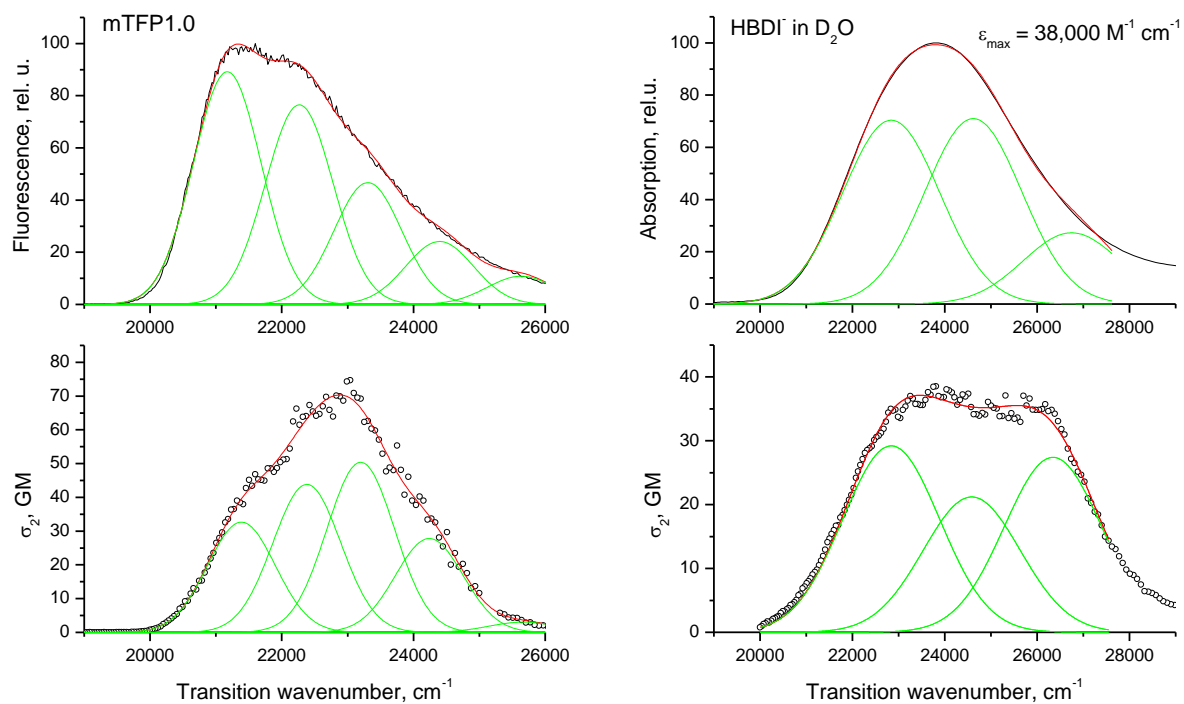 mTFP1.0
Fluorescence, rel. u.
100
80
60
40
20
0
20000 22000 24000 26000
HBDI⁻ in D₂O
εmax = 38,000 M⁻¹ cm⁻¹
Absorption, rel.u.
100
80
60
40
20
0
20000 22000 24000 26000 28000
σ₂, GM
80
70
60
50
40
30
20
10
0
20000 22000 24000 26000
Transition wavenumber, cm⁻¹
σ₂, GM
40
30
20
10
0
20000 22000 24000 26000 28000
Transition wavenumber, cm⁻¹